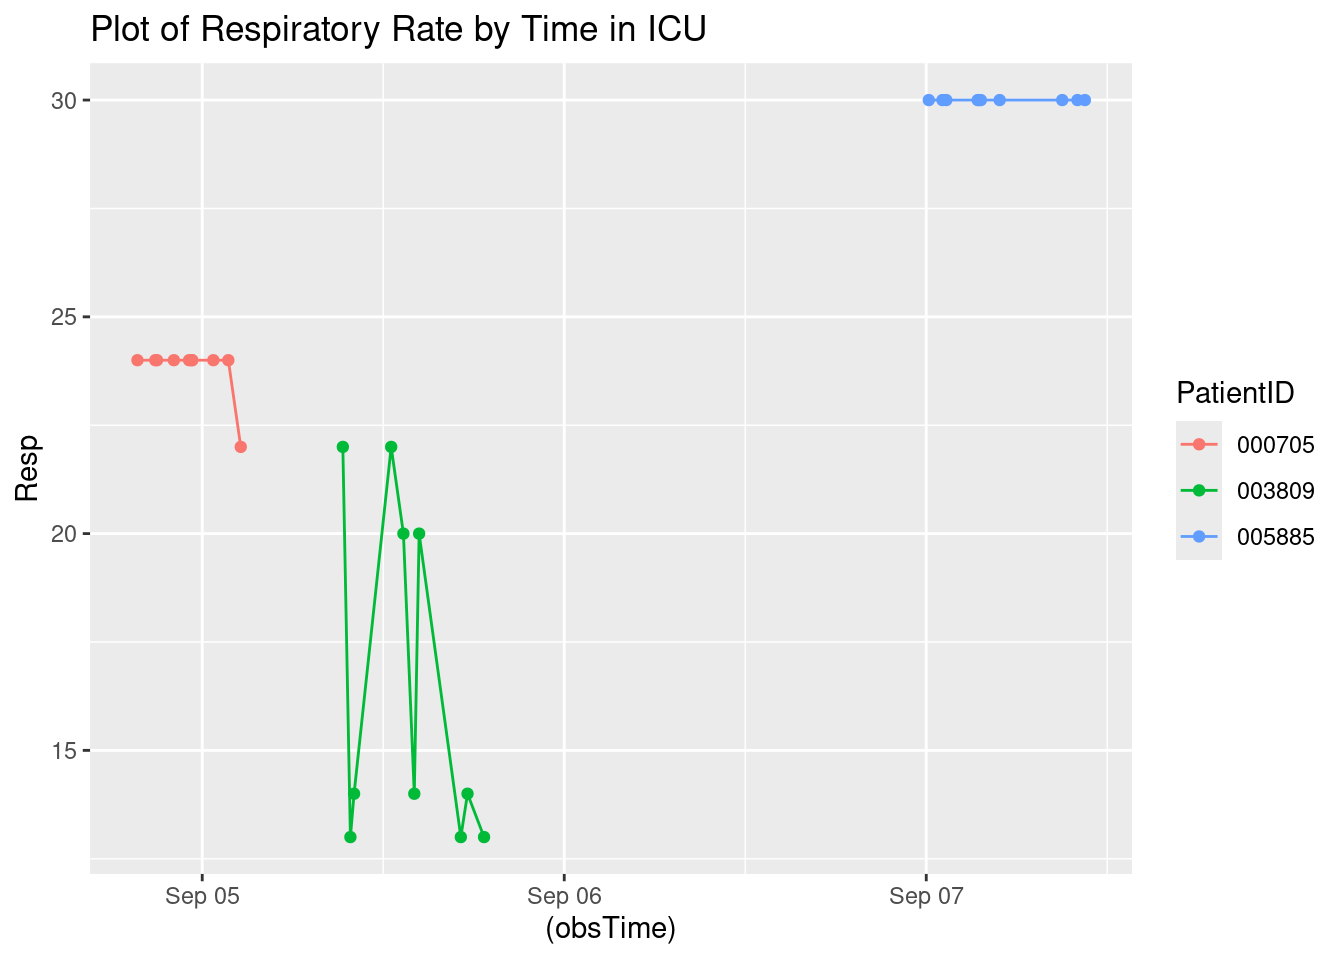 Plot of Respiratory Rate by Time in ICU
30
25
20
15
Resp
Sep 05
Sep 06
Sep 07
(obsTime)
PatientID
000705
003809
005885